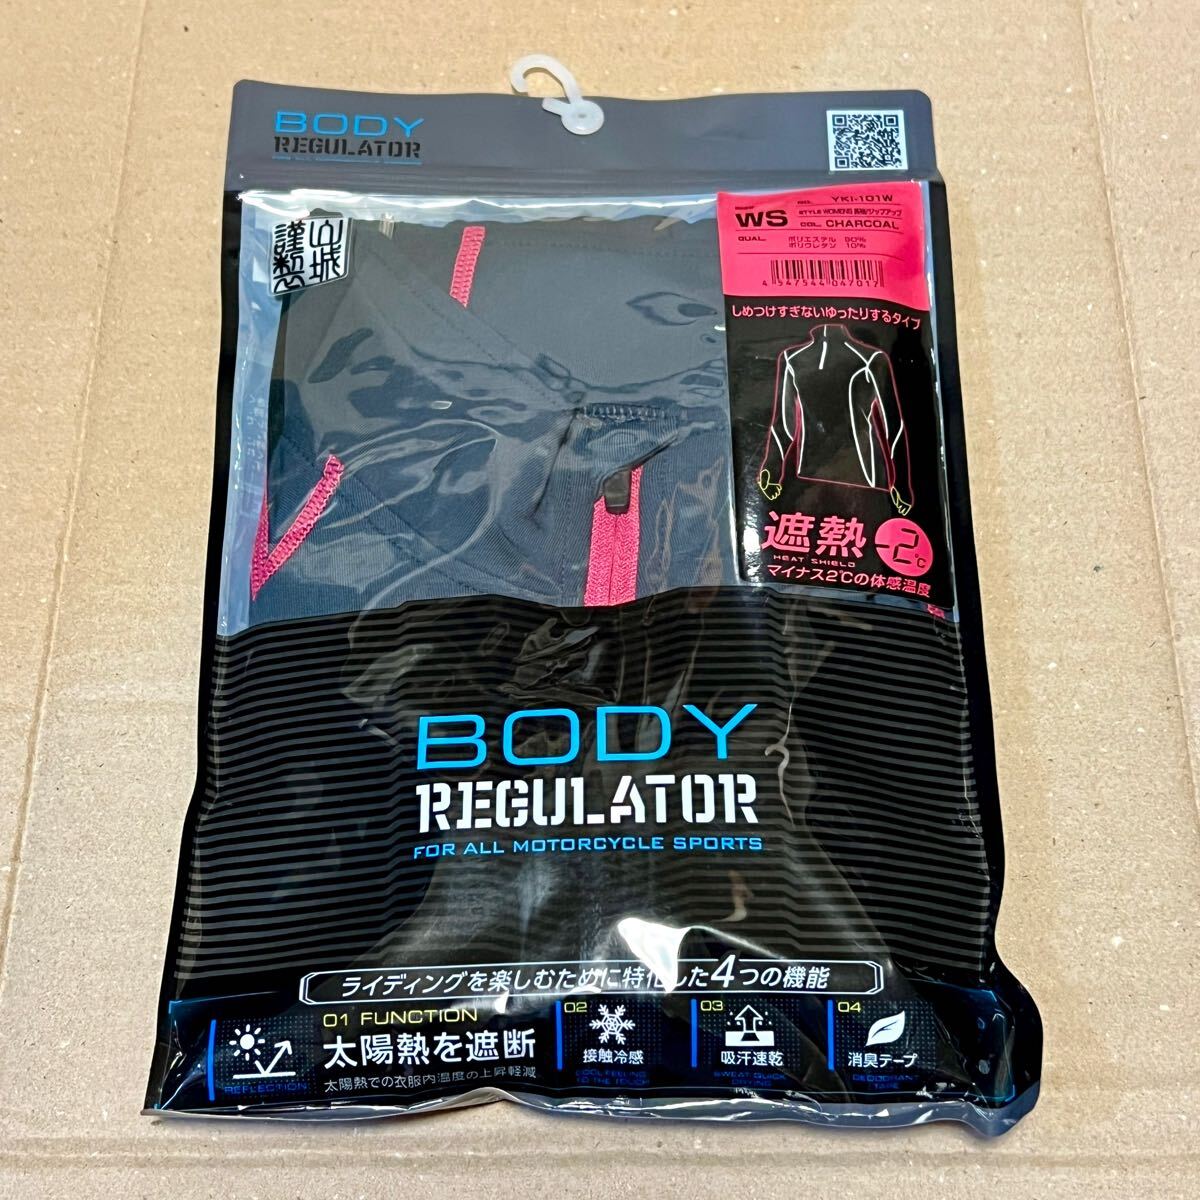 BODY
REGULATOR
FOR ALL MOTORCYCLE SPORTS
山城
謹製
WS
YKI-101W
STYLE WOMENS 長袖/ジップアップ
COL. CHARCOAL
QUAL.
ポリエステル 90%
ポリウレタン 10%
4 547544 047017
しめつけすぎないゆったりするタイプ
遮熱
-2℃
HEAT SHIELD
マイナス2℃の体感温度
BODY
REGULATOR
FOR ALL MOTORCYCLE SPORTS
ライディングを楽しむために特化した4つの機能
01 FUNCTION
太陽熱を遮断
太陽熱での衣服内温度の上昇軽減
REFLECTION
02
接触冷感
COOL FEELING
TO THE TOUCH
03
吸汗速乾
SWEAT QUICK
DRYING
04
消臭テープ
DEODORANT
TAPE